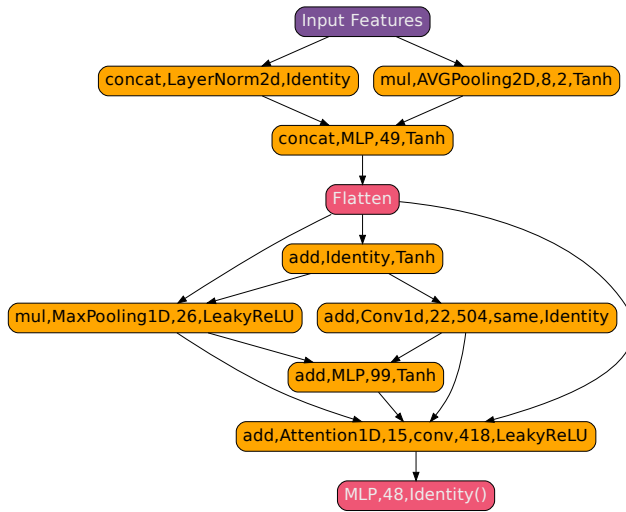 Input Features
concat,LayerNorm2d,Identity
mul,AVGPooling2D,8,2,Tanh
concat,MLP,49,Tanh
Flatten
add,Identity,Tanh
mul,MaxPooling1D,26,LeakyReLU
add,Conv1d,22,504,same,Identity
add,MLP,99,Tanh
add,Attention1D,15,conv,418,LeakyReLU
MLP,48,Identity()